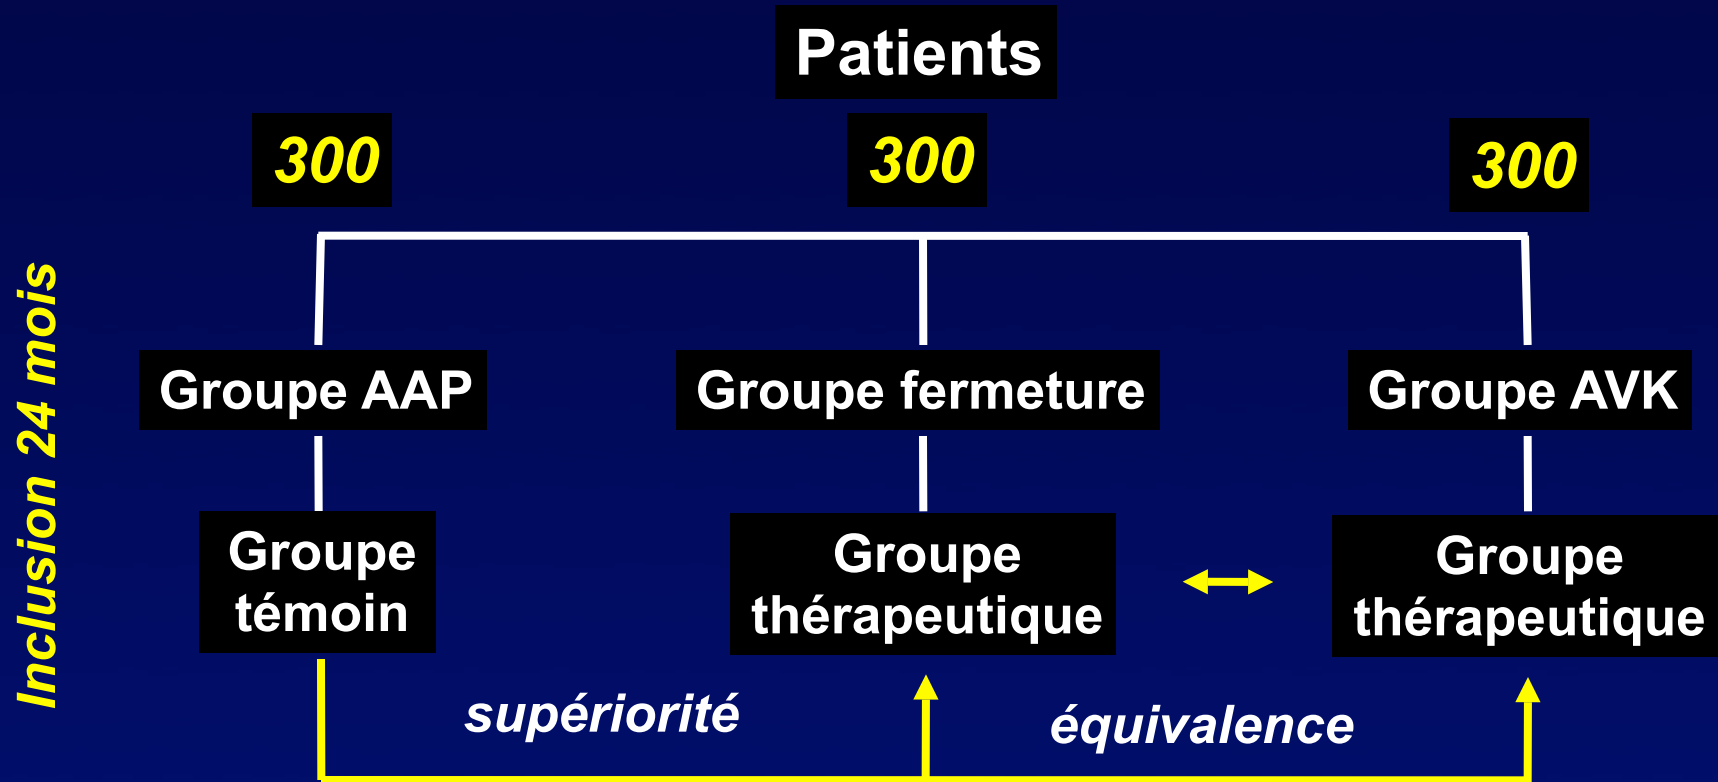 Patients
300
300
300
Inclusion 24 mois
Groupe AAP
Groupe fermeture
Groupe AVK
Groupe
témoin
Groupe
thérapeutique
Groupe
thérapeutique
supériorité
équivalence